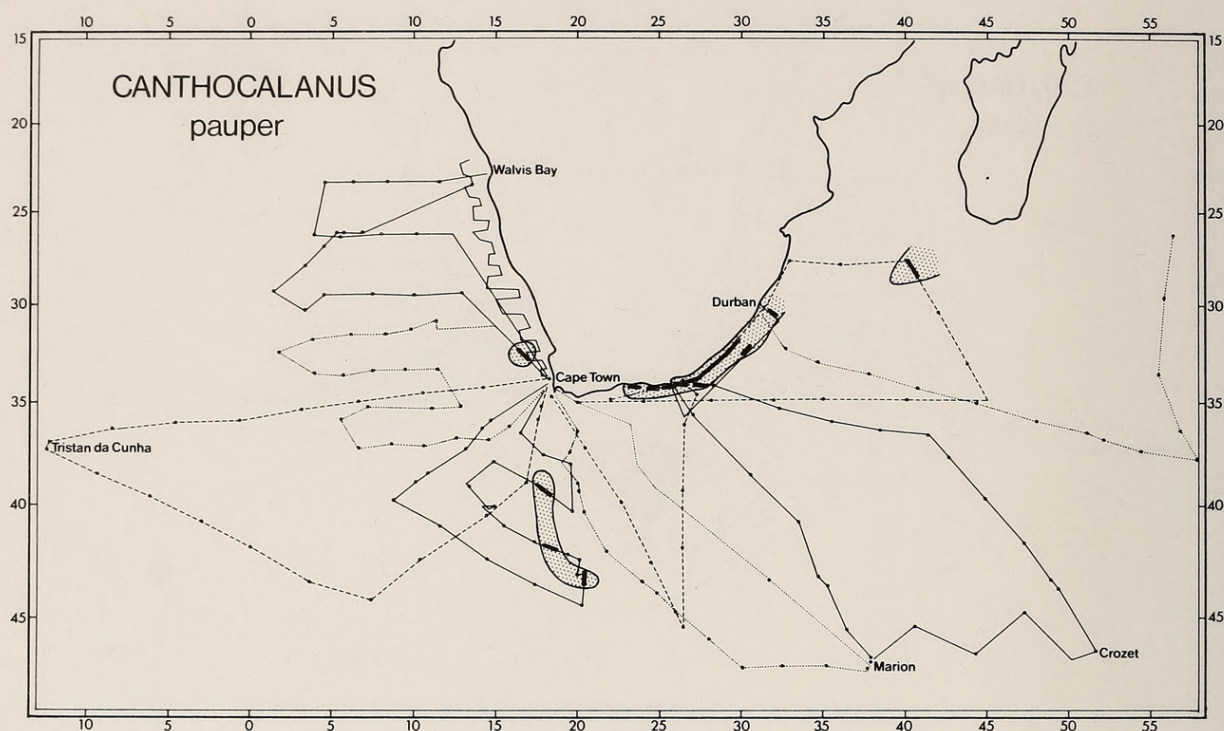 10 5 0 5 10 15 20 25 30 35 40 45 50 55
15 15
CANTHOCALANUS
pauper
20 20
Walvis Bay
25 25
30 Durban 30
Cape Town
35 35
Tristan da Cunha
40 40
45 45
Crozet
Marion
10 5 0 5 10 15 20 25 30 35 40 45 50 55